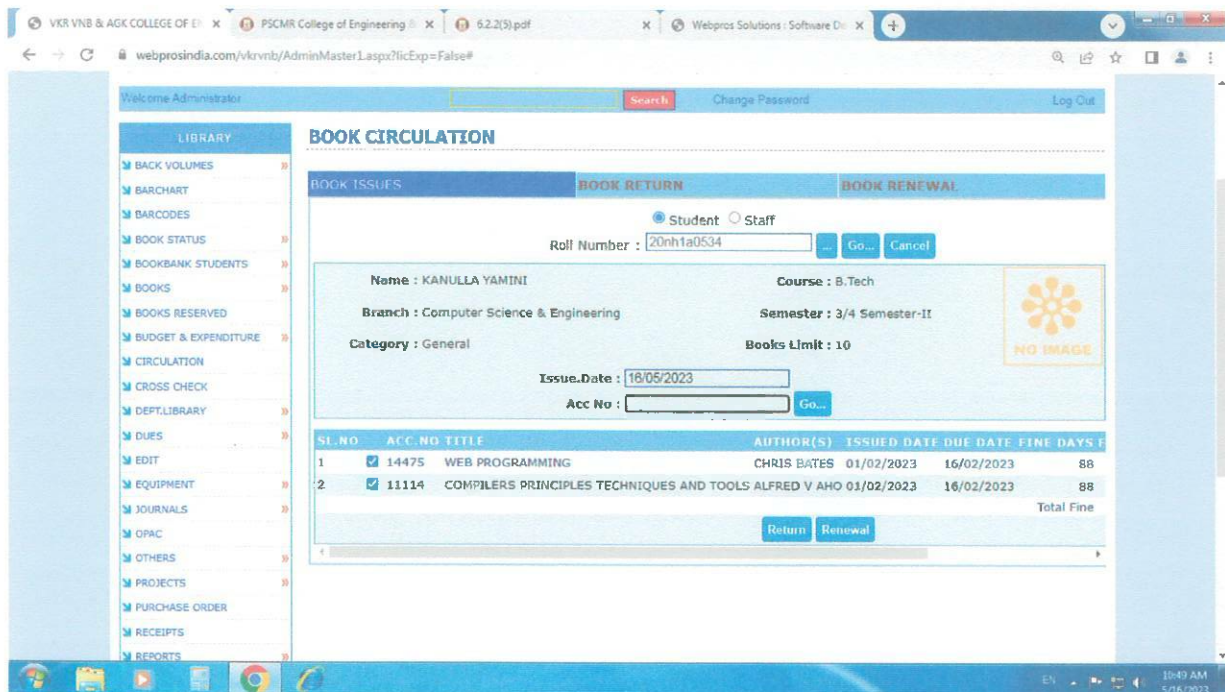 VKR VNB & AGK COLLEGE OF E
PSCMR College of Engineering &
6.2.2(5).pdf
Webpros Solutions : Software De
webprosindia.com/vkrvnb/AdminMaster1.aspx?licExp=False#
Welcome Administrator
Search
Change Password
Log Out
LIBRARY
BACK VOLUMES
BARCHART
BARCODES
BOOK STATUS
BOOKBANK STUDENTS
BOOKS
BOOKS RESERVED
BUDGET & EXPENDITURE
CIRCULATION
CROSS CHECK
DEPT.LIBRARY
DUES
EDIT
EQUIPMENT
JOURNALS
OPAC
OTHERS
PROJECTS
PURCHASE ORDER
RECEIPTS
REPORTS
BOOK CIRCULATION
BOOK ISSUES BOOK RETURN BOOK RENEWAL
Student Staff
Roll Number : 20nh1a0534 ... Go... Cancel
Name : KANULLA YAMINI Course : B.Tech
Branch : Computer Science & Engineering Semester : 3/4 Semester-II
Category : General Books Limit : 10
NO IMAGE
Issue.Date : 16/05/2023
Acc No : Go...
SL.NO ACC.NO TITLE AUTHOR(S) ISSUED DATE DUE DATE FINE DAYS F
1 14475 WEB PROGRAMMING CHRIS BATES 01/02/2023 16/02/2023 88
2 11114 COMPILERS PRINCIPLES TECHNIQUES AND TOOLS ALFRED V AHO 01/02/2023 16/02/2023 88
Total Fine
Return Renewal
EN 10:49 AM
5/16/2023